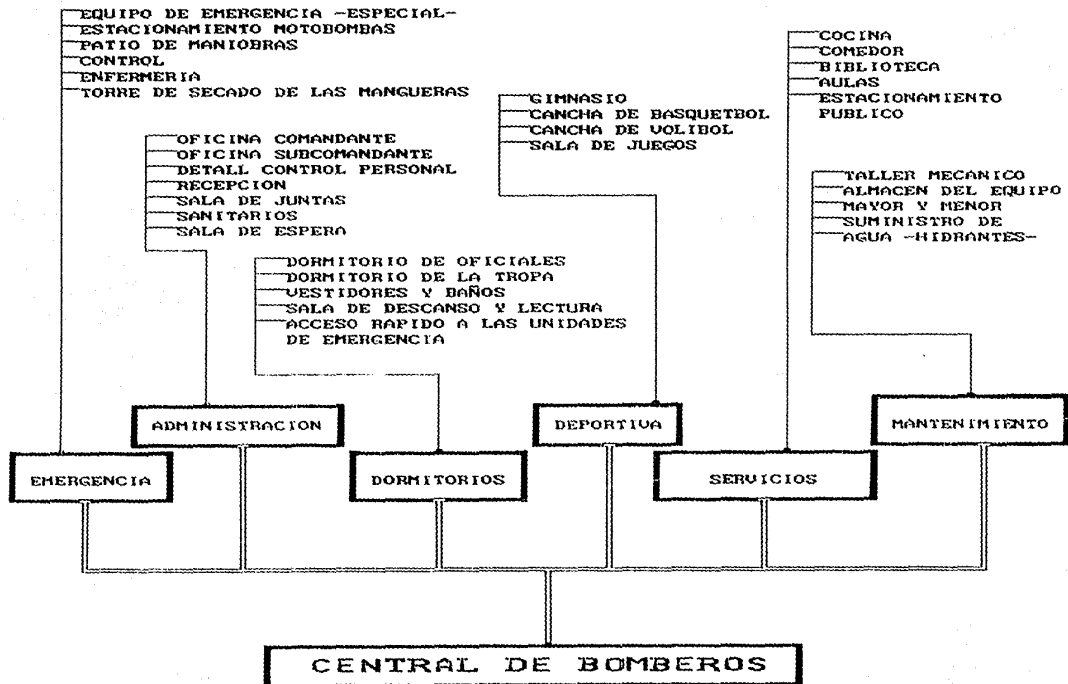 EQUIPO DE EMERGENCIA -ESPECIAL-
ESTACIONAMIENTO MOTOBOMBAS
PATIO DE MANIOBRAS
CONTROL
ENFERMERIA
TORRE DE SECADO DE LAS MANGUERAS
OFICINA COMANDANTE
OFICINA SUBCOMANDANTE
DETALL CONTROL PERSONAL
RECEPCION
SALA DE JUNTAS
SANITARIOS
SALA DE ESPERA
DORMITORIO DE OFICIALES
DORMITORIO DE LA TROPA
VESTIDORES Y BAÑOS
SALA DE DESCANSO Y LECTURA
ACCESO RAPIDO A LAS UNIDADES
DE EMERGENCIA
GIMNASIO
CANCHA DE BASQUETBOL
CANCHA DE VOLIBOL
SALA DE JUEGOS
COCINA
COMEDOR
BIBLIOTECA
AULAS
ESTACIONAMIENTO
PUBLICO
TALLER MECANICO
ALMACEN DEL EQUIPO
MAYOR Y MENOR
SUMINISTRO DE
AGUA -HIDRANTES-
EMERGENCIA
ADMINISTRACION
DORMITORIOS
DEPORTIVA
SERVICIOS
MANTENIMIENTO
CENTRAL DE BOMBEROS